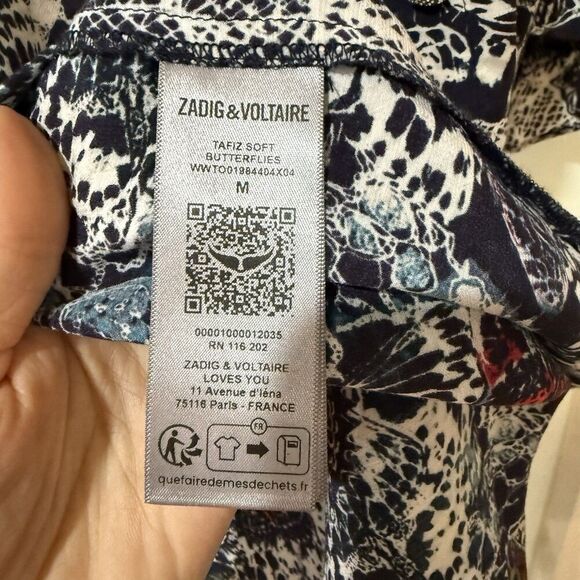 ZADIG&VOLTAIRE
TAFIZ SOFT
BUTTERFLIES
WWTO01984404X04
M
00001000012035
RN 116 202
ZADIG & VOLTAIRE
LOVES YOU
11 Avenue d'Iéna
75116 Paris - FRANCE
FR
quefairedemesdechets.fr